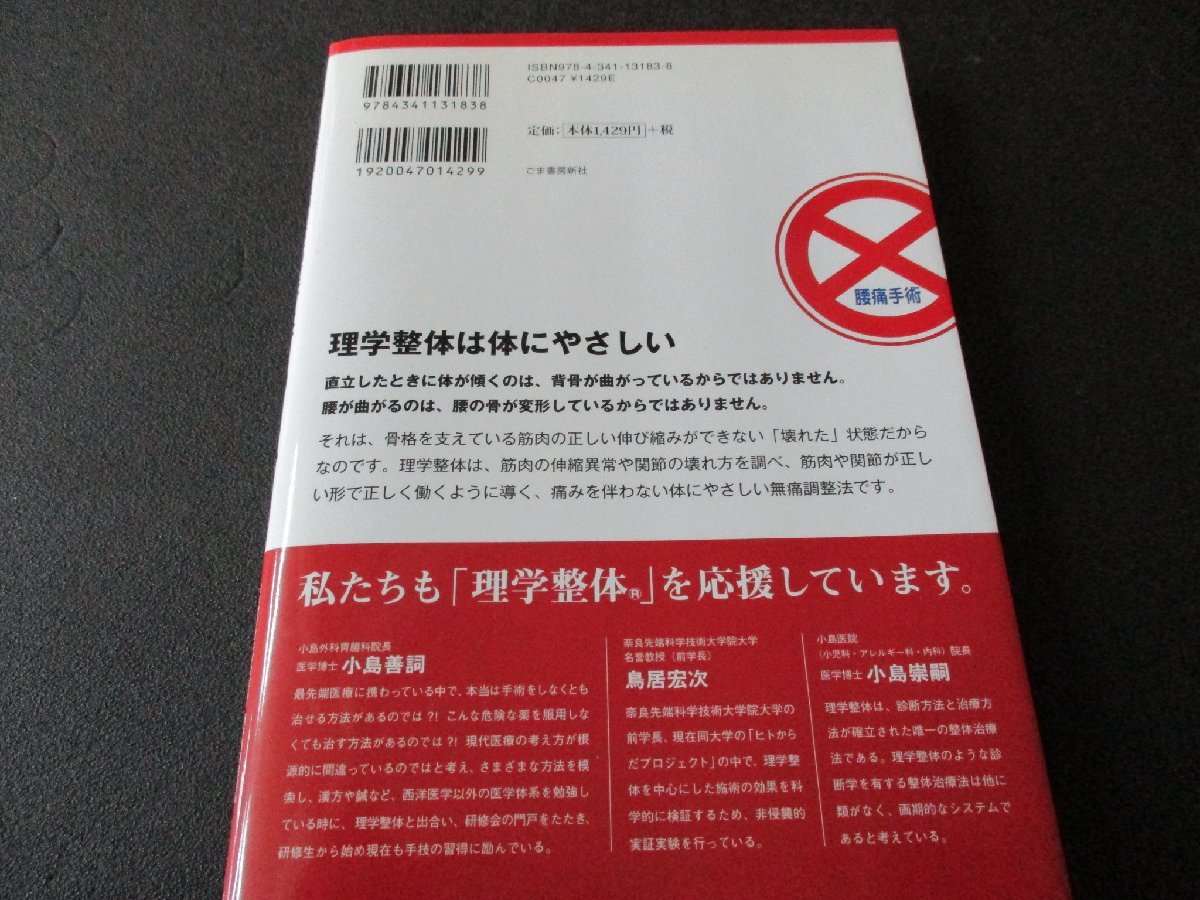 ISBN978-4-341-13183-8
C0047 ¥1429E
9784341131838
定価：本体1,429円＋税
1920047014299
ごま書房新社
腰痛手術
理学整体は体にやさしい
直立したときに体が傾くのは、背骨が曲がっているからではありません。
腰が曲がるのは、腰の骨が変形しているからではありません。
それは、骨格を支えている筋肉の正しい伸び縮みができない「壊れた」状態だから
なのです。理学整体は、筋肉の伸縮異常や関節の壊れ方を調べ、筋肉や関節が正し
い形で正しく働くように導く、痛みを伴わない体にやさしい無痛調整法です。
私たちも「理学整体®」を応援しています。
小島外科胃腸科院長
医学博士 小島善詞
最先端医療に携わっている中で、本当は手術をしなくとも
治せる方法があるのでは？！こんな危険な薬を服用しな
くても治す方法があるのでは？！現代医療の考え方が根
源的に間違っているのではと考え、さまざまな方法を模
索し、漢方や鍼など、西洋医学以外の医学体系を勉強し
ている時に、理学整体と出合い、研修会の門戸をたたき、
研修生から始め現在も手技の習得に励んでいる。
奈良先端科学技術大学院大学
名誉教授（前学長）
鳥居宏次
奈良先端科学技術大学院大学の
前学長、現在同大学の「ヒトから
だプロジェクト」の中で、理学整
体を中心にした施術の効果を科
学的に検証するため、非侵襲的
実証実験を行っている。
小島医院
（小児科・アレルギー科・内科）院長
医学博士 小島崇嗣
理学整体は、診断方法と治療方
法が確立された唯一の整体治療
法である。理学整体のような診
断学を有する整体治療法は他に
類がなく、画期的なシステムで
あると考えている。